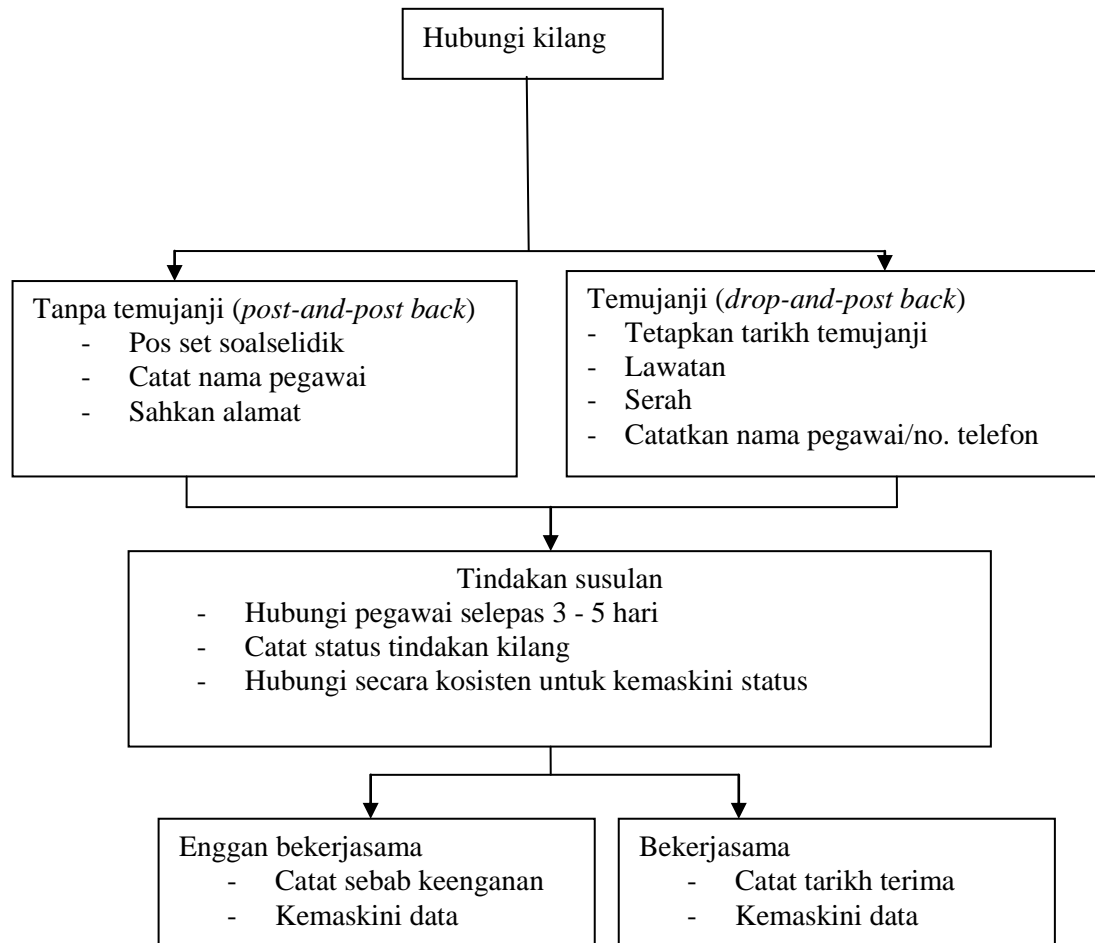 Hubungi kilang
Tanpa temujanji (post-and-post back)
- Pos set soalselidik
- Catat nama pegawai
- Sahkan alamat
Temujanji (drop-and-post back)
- Tetapkan tarikh temujanji
- Lawatan
- Serah
- Catatkan nama pegawai/no. telefon
Tindakan susulan
- Hubungi pegawai selepas 3 - 5 hari
- Catat status tindakan kilang
- Hubungi secara kosisten untuk kemaskini status
Enggan bekerjasama
- Catat sebab keenganan
- Kemaskini data
Bekerjasama
- Catat tarikh terima
- Kemaskini data